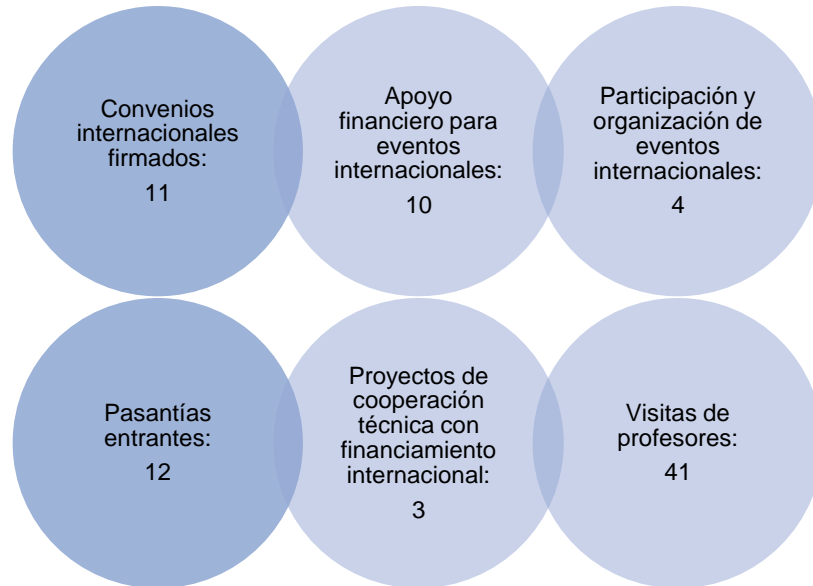 Convenios
internacionales
firmados:
11
Apoyo
financiero para
eventos
internacionales:
10
Participación y
organización de
eventos
internacionales:
4
Pasantías
entrantes:
12
Proyectos de
cooperación
técnica con
financiamiento
internacional:
3
Visitas de
profesores:
41